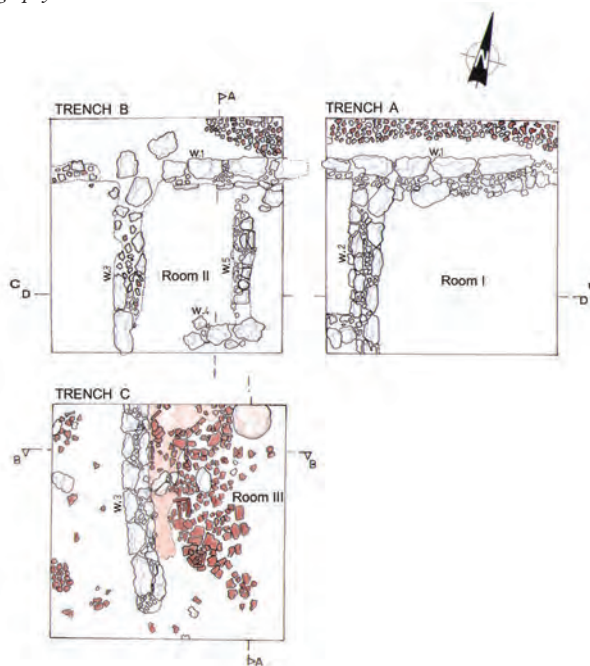 N
A
TRENCH B
TRENCH A
W.1
W.1
W.2
W.3
W.5
Room II
Room I
C
D
D
W.4
TRENCH C
B
B
W.3
Room III
A